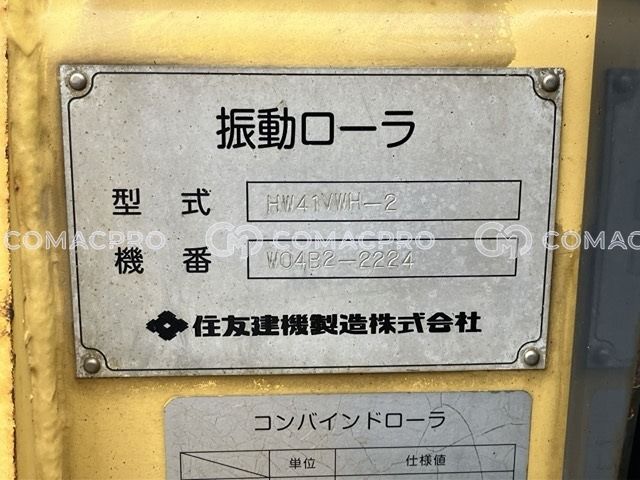 振動ローラ
型式 HW41VWH-2
機番 W04B2-2224
住友建機製造株式会社
COMACPRO COMACPRO COMACPRO
コンバインドローラ
単位 仕様値